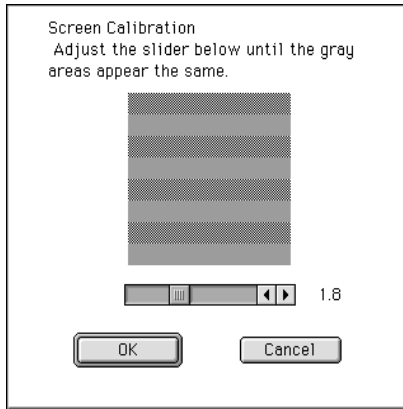 Screen Calibration
Adjust the slider below until the gray
areas appear the same.
1.8
OK
Cancel